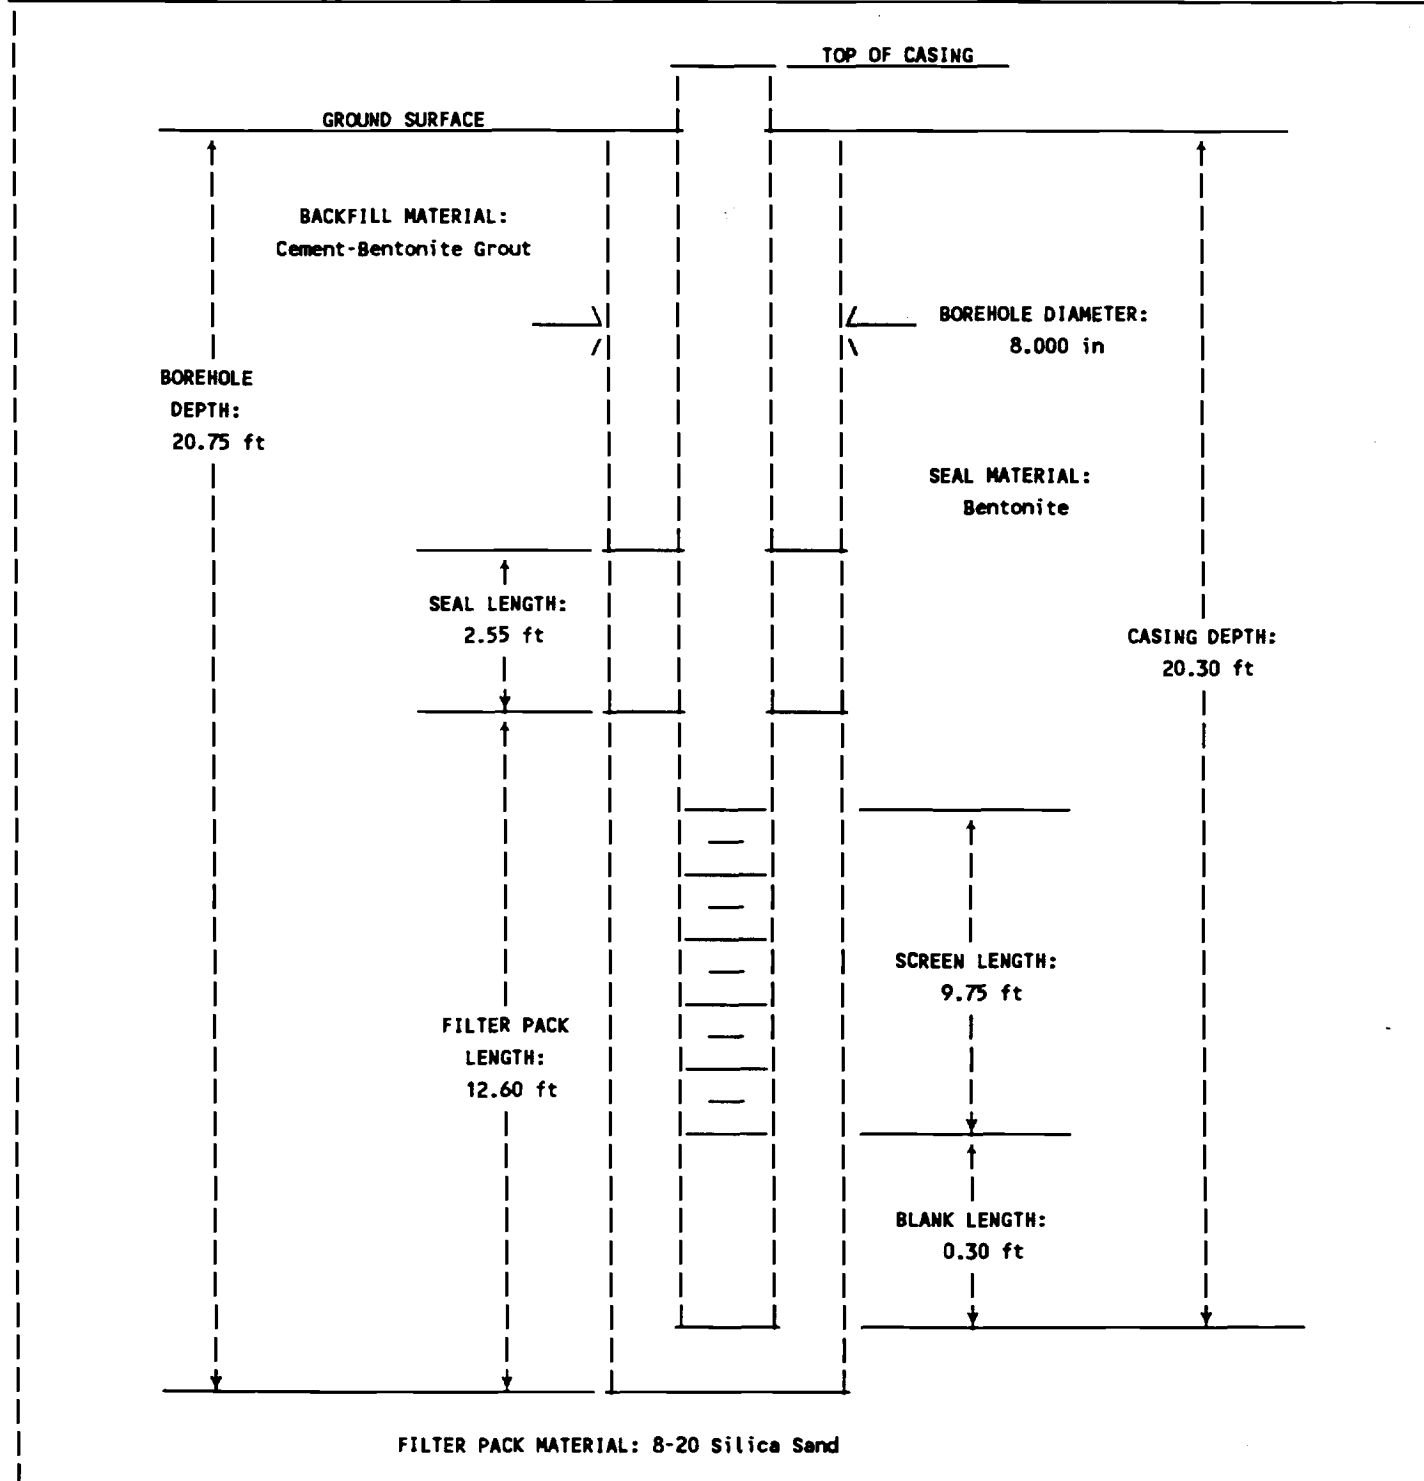 TOP OF CASING
GROUND SURFACE
BACKFILL MATERIAL:
Cement-Bentonite Grout
BOREHOLE DIAMETER:
8.000 in
BOREHOLE
DEPTH:
20.75 ft
SEAL MATERIAL:
Bentonite
SEAL LENGTH:
2.55 ft
CASING DEPTH:
20.30 ft
SCREEN LENGTH:
9.75 ft
FILTER PACK
LENGTH:
12.60 ft
BLANK LENGTH:
0.30 ft
FILTER PACK MATERIAL: 8-20 Silica Sand